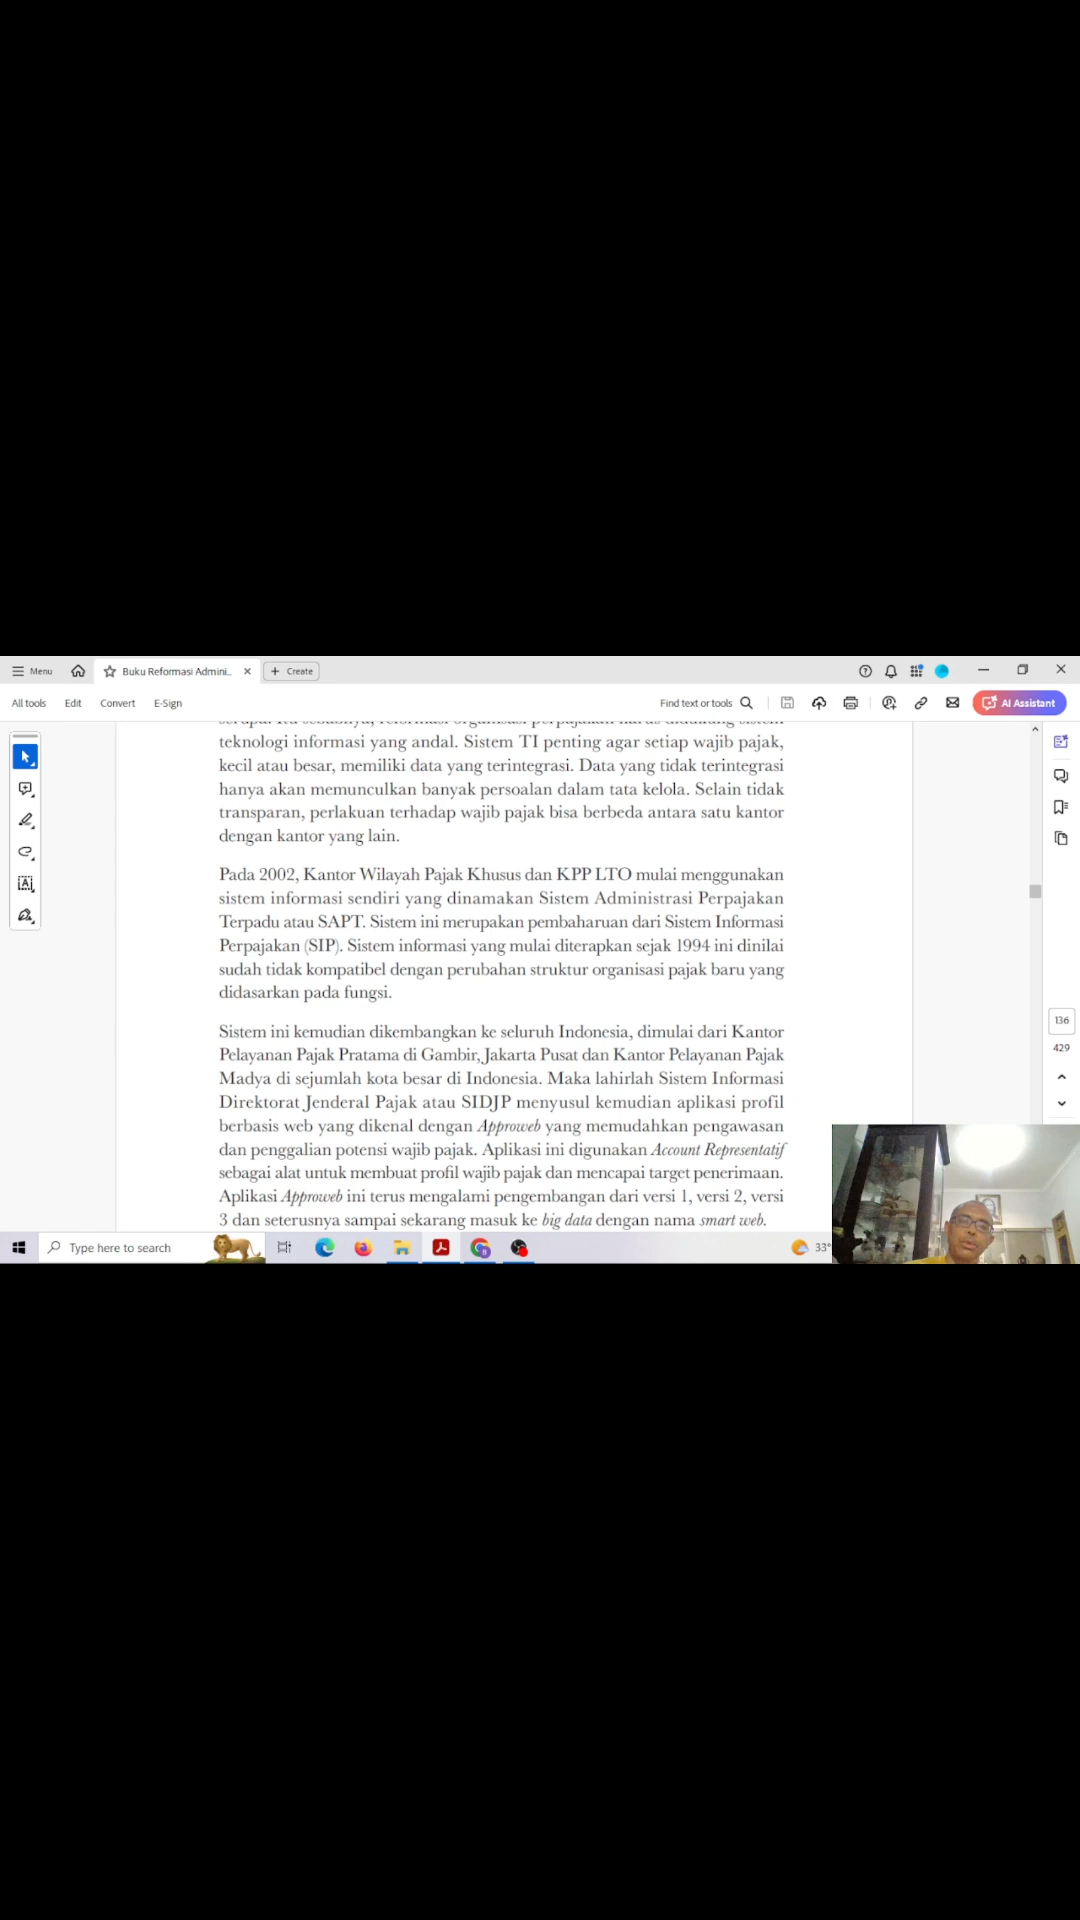 Menu
Buku Reformasi Admini..
Create
All tools
Edit
Convert
E-Sign
Find text or tools
AI Assistant
teknologi informasi yang andal. Sistem TI penting agar setiap wajib pajak,
kecil atau besar, memiliki data yang terintegrasi. Data yang tidak terintegrasi
hanya akan memunculkan banyak persoalan dalam tata kelola. Selain tidak
transparan, perlakuan terhadap wajib pajak bisa berbeda antara satu kantor
dengan kantor yang lain.
Pada 2002, Kantor Wilayah Pajak Khusus dan KPP LTO mulai menggunakan
sistem informasi sendiri yang dinamakan Sistem Administrasi Perpajakan
Terpadu atau SAPT. Sistem ini merupakan pembaharuan dari Sistem Informasi
Perpajakan (SIP). Sistem informasi yang mulai diterapkan sejak 1994 ini dinilai
sudah tidak kompatibel dengan perubahan struktur organisasi pajak baru yang
didasarkan pada fungsi.
Sistem ini kemudian dikembangkan ke seluruh Indonesia, dimulai dari Kantor
Pelayanan Pajak Pratama di Gambir, Jakarta Pusat dan Kantor Pelayanan Pajak
Madya di sejumlah kota besar di Indonesia. Maka lahirlah Sistem Informasi
Direktorat Jenderal Pajak atau SIDJP menyusul kemudian aplikasi profil
berbasis web yang dikenal dengan Approweb yang memudahkan pengawasan
dan penggalian potensi wajib pajak. Aplikasi ini digunakan Account Representatif
sebagai alat untuk membuat profil wajib pajak dan mencapai target penerimaan.
Aplikasi Approweb ini terus mengalami pengembangan dari versi 1, versi 2, versi
3 dan seterusnya sampai sekarang masuk ke big data dengan nama smart web.
136
429
Type here to search
33°